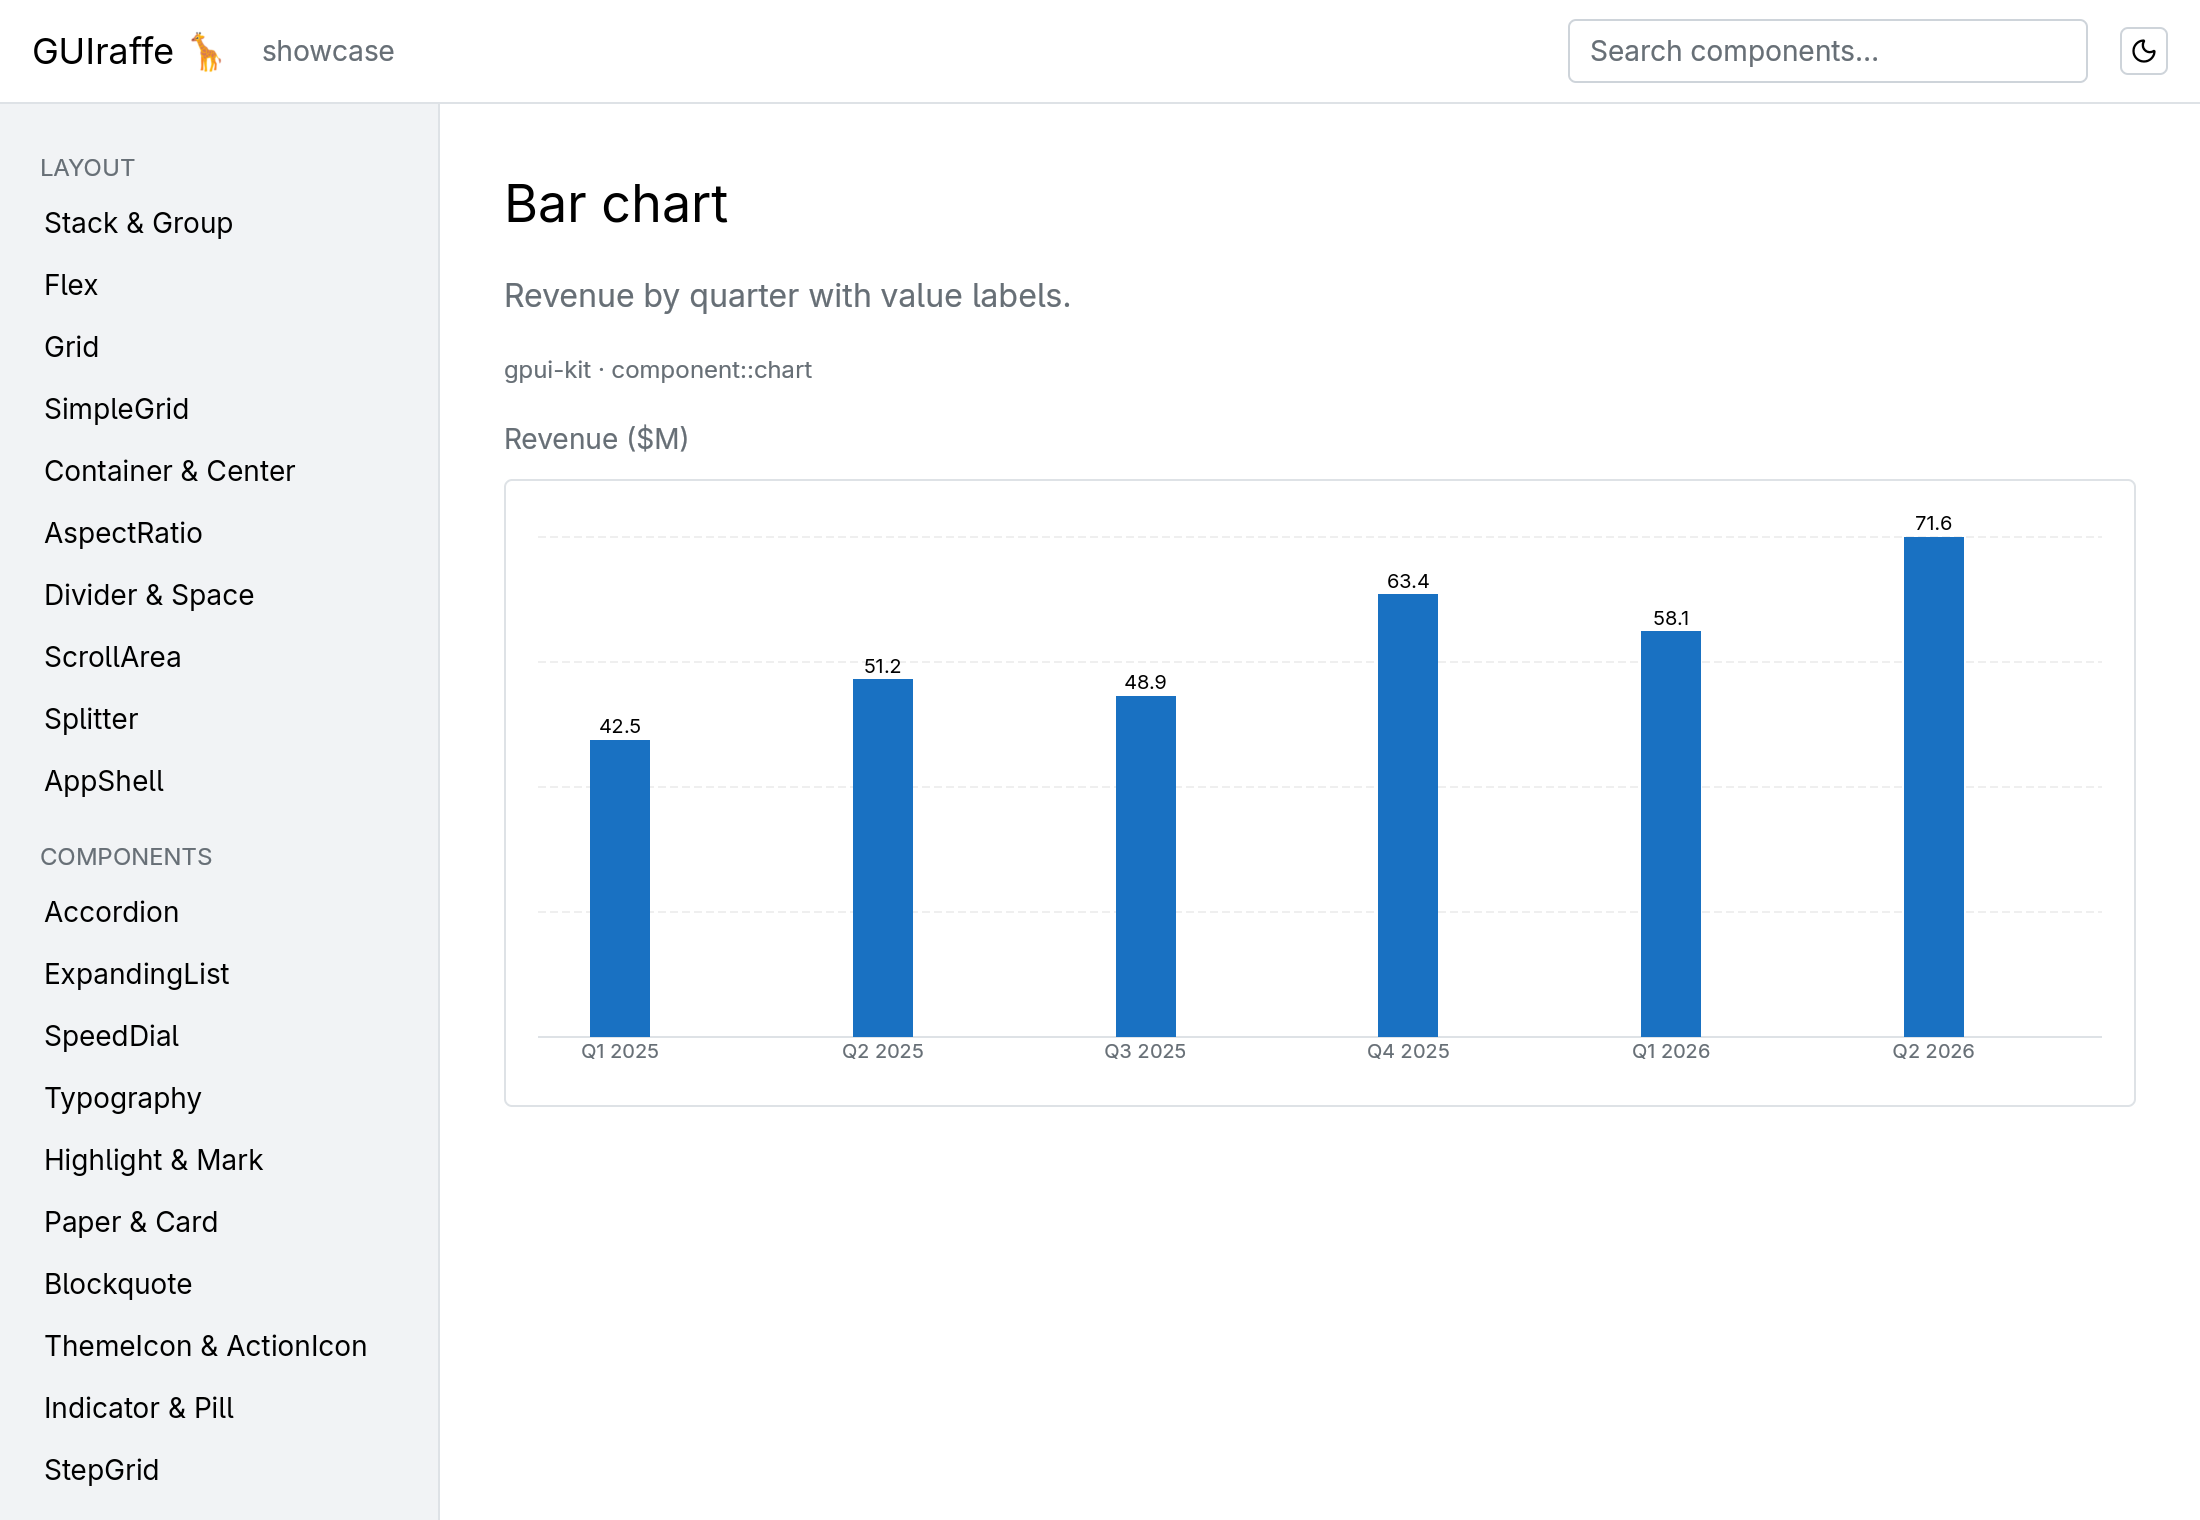 GUIraffe 🦒 showcase
Search components...
LAYOUT
Stack & Group
Flex
Grid
SimpleGrid
Container & Center
AspectRatio
Divider & Space
ScrollArea
Splitter
AppShell
COMPONENTS
Accordion
ExpandingList
SpeedDial
Typography
Highlight & Mark
Paper & Card
Blockquote
ThemeIcon & ActionIcon
Indicator & Pill
StepGrid
Bar chart
Revenue by quarter with value labels.
gpui-kit · component::chart
Revenue ($M)
42.5
51.2
48.9
63.4
58.1
71.6
Q1 2025
Q2 2025
Q3 2025
Q4 2025
Q1 2026
Q2 2026